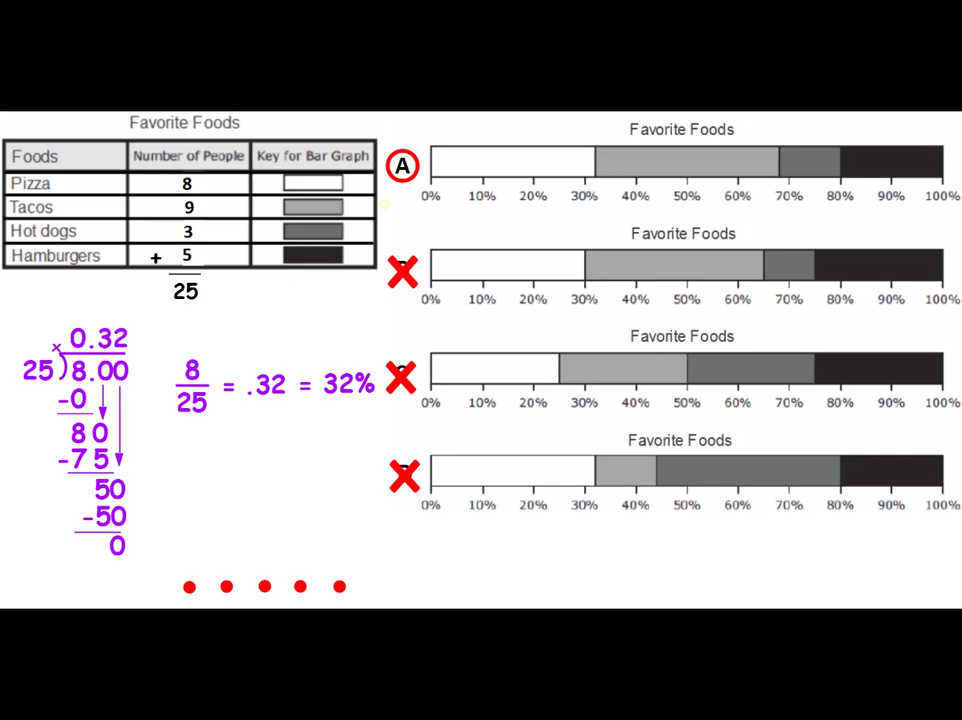 Favorite Foods
Foods Number of People Key for Bar Graph
Pizza 8
Tacos 9
Hot dogs 3
Hamburgers + 5
25
× 0.32
25 ) 8.00
-0
80
-75
50
-50
0
8
25
= .32 = 32%
Favorite Foods
A
0% 10% 20% 30% 40% 50% 60% 70% 80% 90% 100%
Favorite Foods
0% 10% 20% 30% 40% 50% 60% 70% 80% 90% 100%
Favorite Foods
0% 10% 20% 30% 40% 50% 60% 70% 80% 90% 100%
Favorite Foods
0% 10% 20% 30% 40% 50% 60% 70% 80% 90% 100%